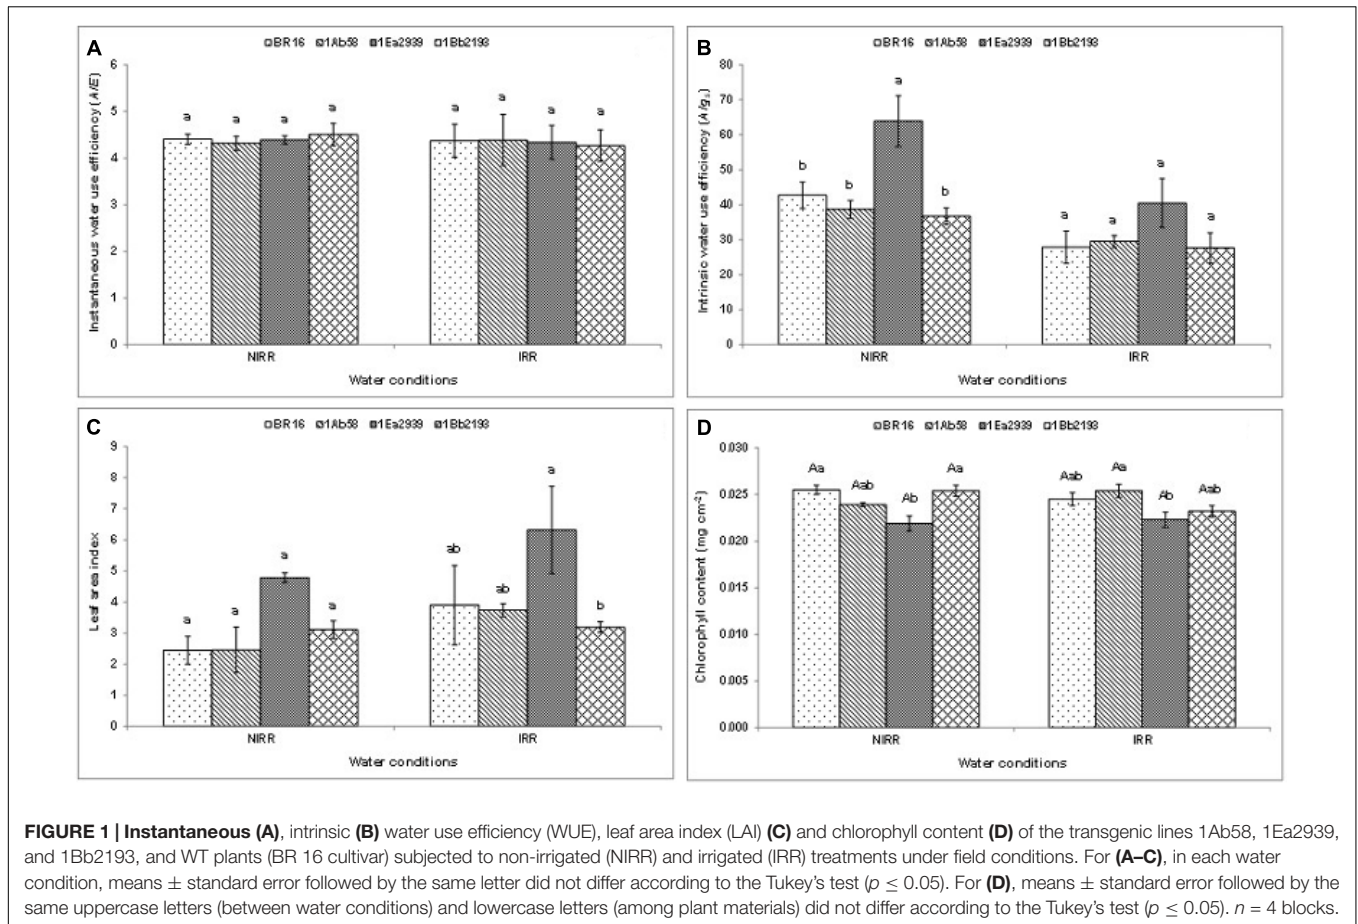 A
BR16 1Ab58 1Ea2939 1Bb2193
Instantaneous water use efficiency (A/E)
6
5
4
3
2
1
0
a a a a a a a a
NIRR IRR
Water conditions
B
BR16 1Ab58 1Ea2939 1Bb2193
Intrinsic water use efficiency (A/gs)
80
70
60
50
40
30
20
10
0
b b a b a a a a
NIRR IRR
Water conditions
C
BR16 1Ab58 1Ea2939 1Bb2193
Leaf area index
9
8
7
6
5
4
3
2
1
0
a a a a ab ab a b
NIRR IRR
Water conditions
D
BR16 1Ab58 1Ea2939 1Bb2193
Chlorophyll content (mg cm⁻²)
0.030
0.025
0.020
0.015
0.010
0.005
0.000
Aa Aab Ab Aa Aab Aa Ab Aab
NIRR IRR
Water conditions
FIGURE 1 | Instantaneous (A), intrinsic (B) water use efficiency (WUE), leaf area index (LAI) (C) and chlorophyll content (D) of the transgenic lines 1Ab58, 1Ea2939,
and 1Bb2193, and WT plants (BR 16 cultivar) subjected to non-irrigated (NIRR) and irrigated (IRR) treatments under field conditions. For (A–C), in each water
condition, means ± standard error followed by the same letter did not differ according to the Tukey's test (p ≤ 0.05). For (D), means ± standard error followed by the
same uppercase letters (between water conditions) and lowercase letters (among plant materials) did not differ according to the Tukey's test (p ≤ 0.05). n = 4 blocks.